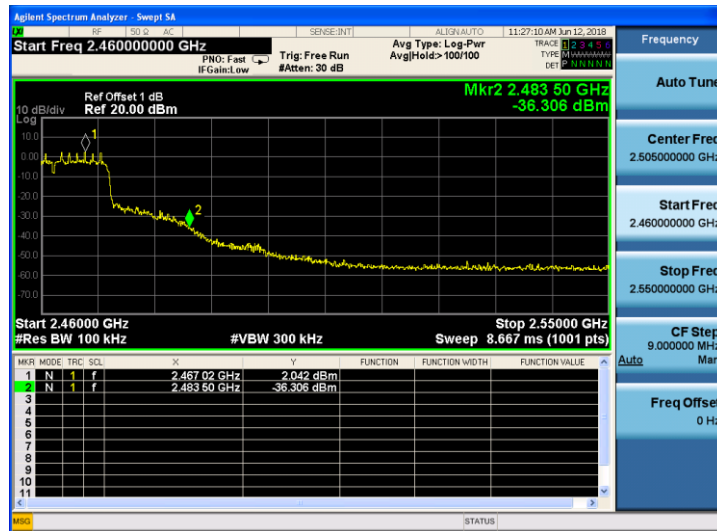 Agilent Spectrum Analyzer - Swept SA
RF 50 Ω AC SENSE:INT ALIGNAUTO 11:27:10 AM Jun 12, 2018
Start Freq 2.460000000 GHz
PNO: Fast
IFGain:Low
Trig: Free Run
#Atten: 30 dB
Avg Type: Log-Pwr
Avg|Hold:>100/100
TRACE 1 2 3 4 5 6
TYPE M
DET P N N N N N
Mkr2 2.483 50 GHz
-36.306 dBm
Ref Offset 1 dB
Ref 20.00 dBm
10 dB/div
Log
10.0
0.00
-10.0
-20.0
-30.0
-40.0
-50.0
-60.0
-70.0
1
2
Start 2.46000 GHz
#Res BW 100 kHz
#VBW 300 kHz
Stop 2.55000 GHz
Sweep 8.667 ms (1001 pts)
MKR MODE TRC SCL X Y FUNCTION FUNCTION WIDTH FUNCTION VALUE
1 N 1 f 2.467 02 GHz 2.042 dBm
2 N 1 f 2.483 50 GHz -36.306 dBm
3
4
5
6
7
8
9
10
11
MSG
STATUS
Frequency
Auto Tune
Center Freq
2.505000000 GHz
Start Freq
2.460000000 GHz
Stop Freq
2.550000000 GHz
CF Step
9.000000 MHz
Auto Man
Freq Offset
0 Hz